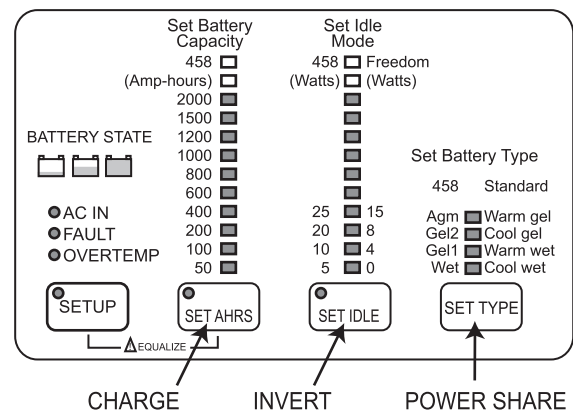 Set Battery Capacity
Set Idle Mode
458
458 Freedom
(Amp-hours)
(Watts) (Watts)
2000
1500
1200
1000
800
600
400
200
100
50
25 15
20 8
10 4
5 0
BATTERY STATE
AC IN
FAULT
OVERTEMP
Set Battery Type
458 Standard
Agm Warm gel
Gel2 Cool gel
Gel1 Warm wet
Wet Cool wet
SETUP
SET AHRS
SET IDLE
SET TYPE
! EQUALIZE
CHARGE
INVERT
POWER SHARE